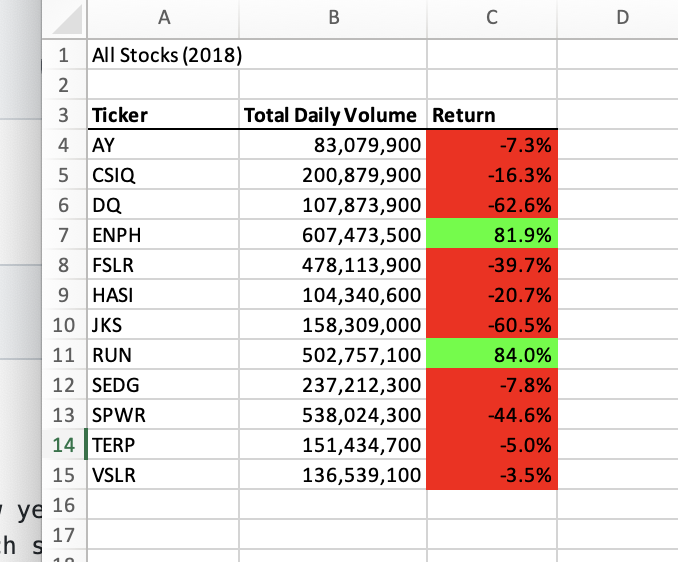 A B C D
1 All Stocks (2018)
2
3 Ticker Total Daily Volume Return
4 AY 83,079,900 -7.3%
5 CSIQ 200,879,900 -16.3%
6 DQ 107,873,900 -62.6%
7 ENPH 607,473,500 81.9%
8 FSLR 478,113,900 -39.7%
9 HASI 104,340,600 -20.7%
10 JKS 158,309,000 -60.5%
11 RUN 502,757,100 84.0%
12 SEDG 237,212,300 -7.8%
13 SPWR 538,024,300 -44.6%
14 TERP 151,434,700 -5.0%
15 VSLR 136,539,100 -3.5%
16
17